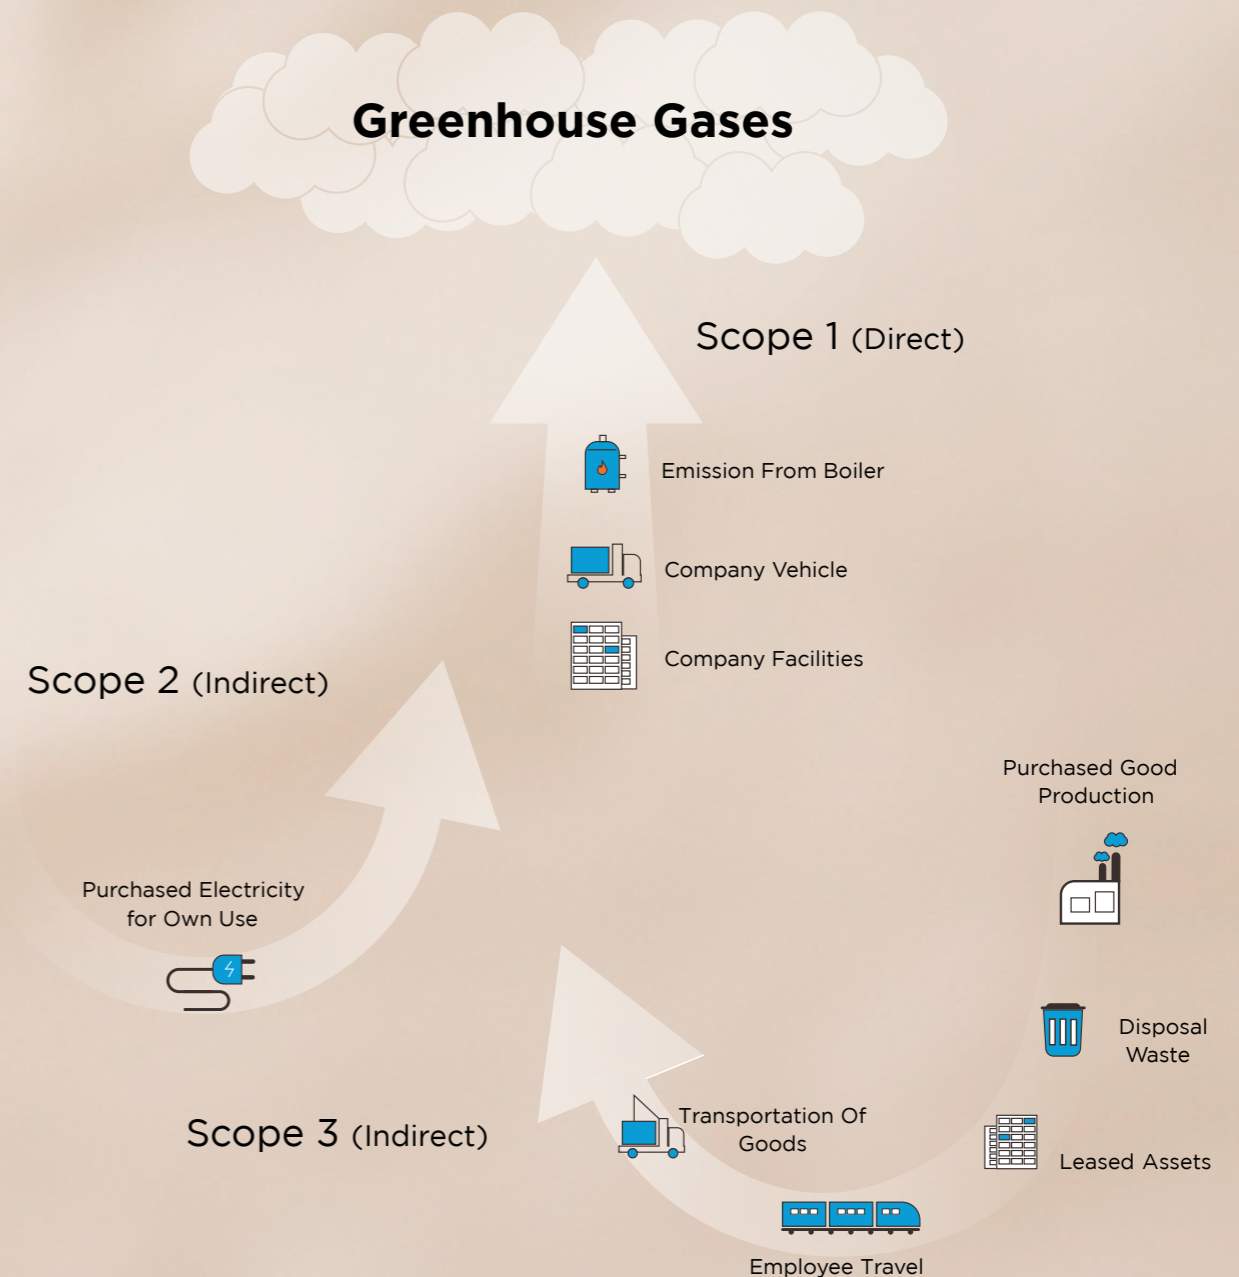 Greenhouse Gases
Scope 1 (Direct)
Emission From Boiler
Company Vehicle
Company Facilities
Scope 2 (Indirect)
Purchased Electricity
for Own Use
Purchased Good
Production
Disposal
Waste
Scope 3 (Indirect)
Transportation Of
Goods
Leased Assets
Employee Travel